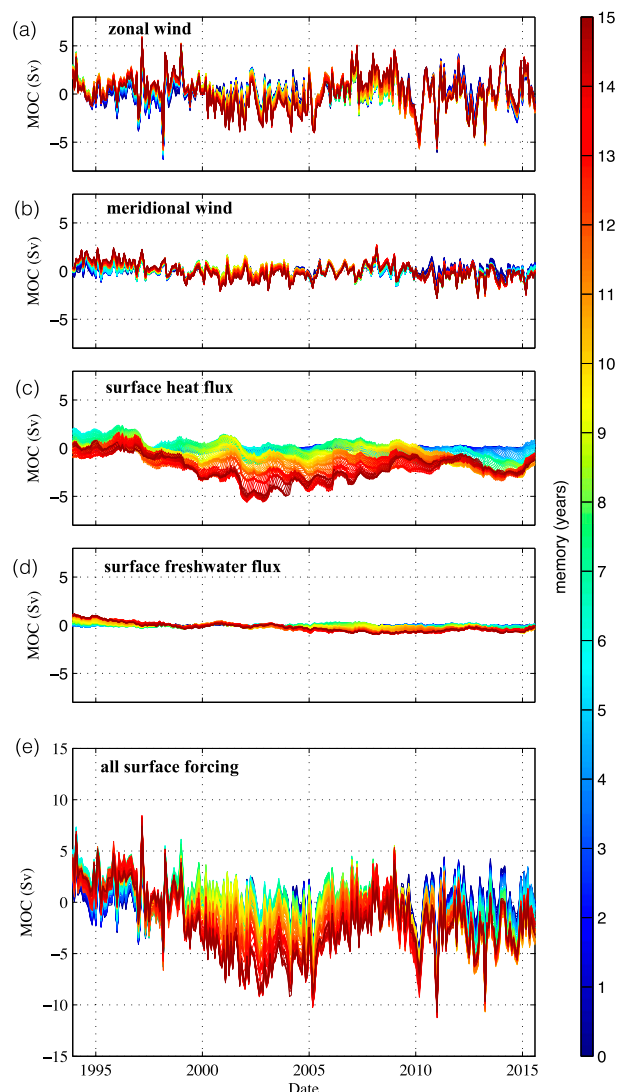 (a)
zonal wind
MOC (Sv)
5
0
−5
(b)
meridional wind
MOC (Sv)
5
0
−5
(c)
surface heat flux
MOC (Sv)
5
0
−5
(d)
surface freshwater flux
MOC (Sv)
5
0
−5
(e)
all surface forcing
MOC (Sv)
15
10
5
0
−5
−10
−15
1995 2000 2005 2010 2015
Date
15
14
13
12
11
10
9
8
7
6
5
4
3
2
1
0
memory (years)